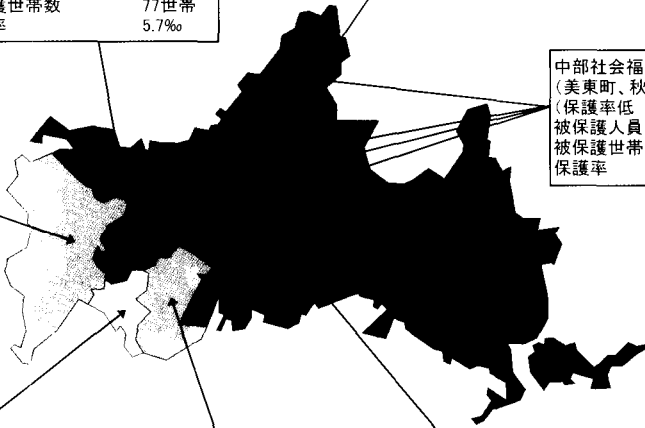 護世帯数 77世帯
率 5.7‰
中部社会福
(美東町、秋
(保護率低
被保護人員
被保護世帯
保護率